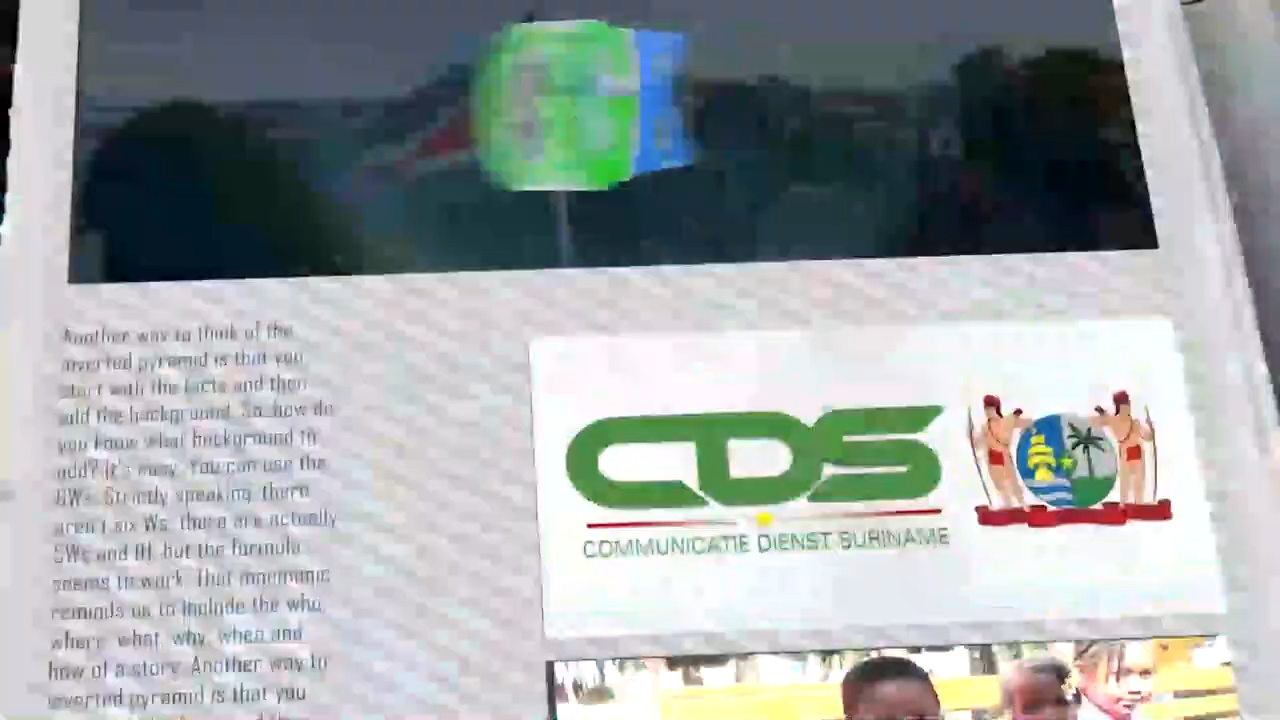 Another way to think of the
inverted pyramid is that you
start with the facts and then
add the background. So, how do
you know what background to
add? It's easy. You can use the
6Ws. Strictly speaking, there
aren't six Ws, there are actually
5Ws and 1H, but the formula
seems to work. That mnemonic
reminds us to include the who,
where, what, why, when and
how of a story. Another way to
inverted pyramid is that you
CDS
COMMUNICATIE DIENST SURINAME